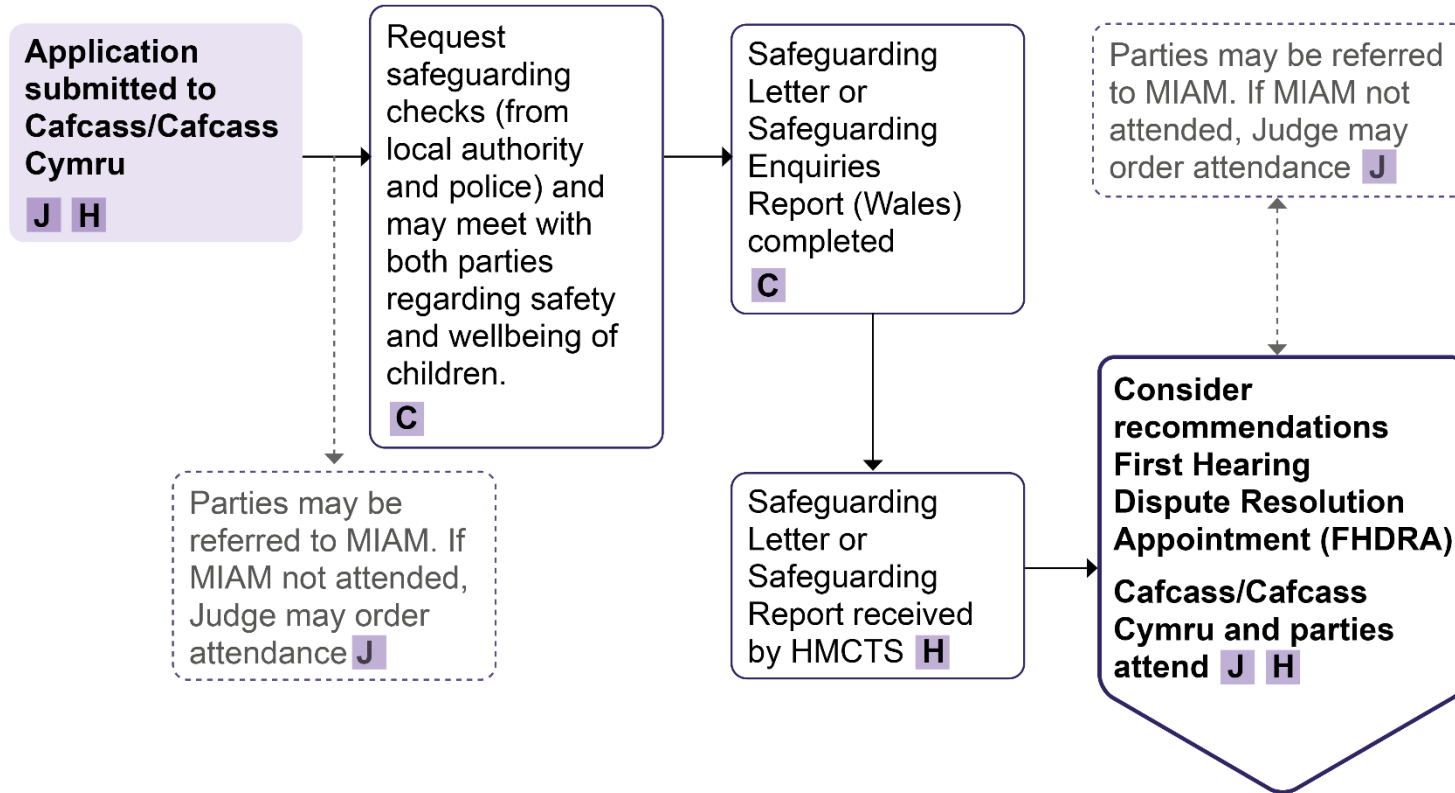 Application
submitted to
Cafcass/Cafcass
Cymru
J H
Request
safeguarding
checks (from
local authority
and police) and
may meet with
both parties
regarding safety
and wellbeing of
children.
C
Parties may be
referred to MIAM. If
MIAM not attended,
Judge may order
attendance J
Safeguarding
Letter or
Safeguarding
Enquiries
Report (Wales)
completed
C
Safeguarding
Letter or
Safeguarding
Report received
by HMCTS H
Parties may be referred
to MIAM. If MIAM not
attended, Judge may
order attendance J
Consider
recommendations
First Hearing
Dispute Resolution
Appointment (FHDRA)
Cafcass/Cafcass
Cymru and parties
attend J H